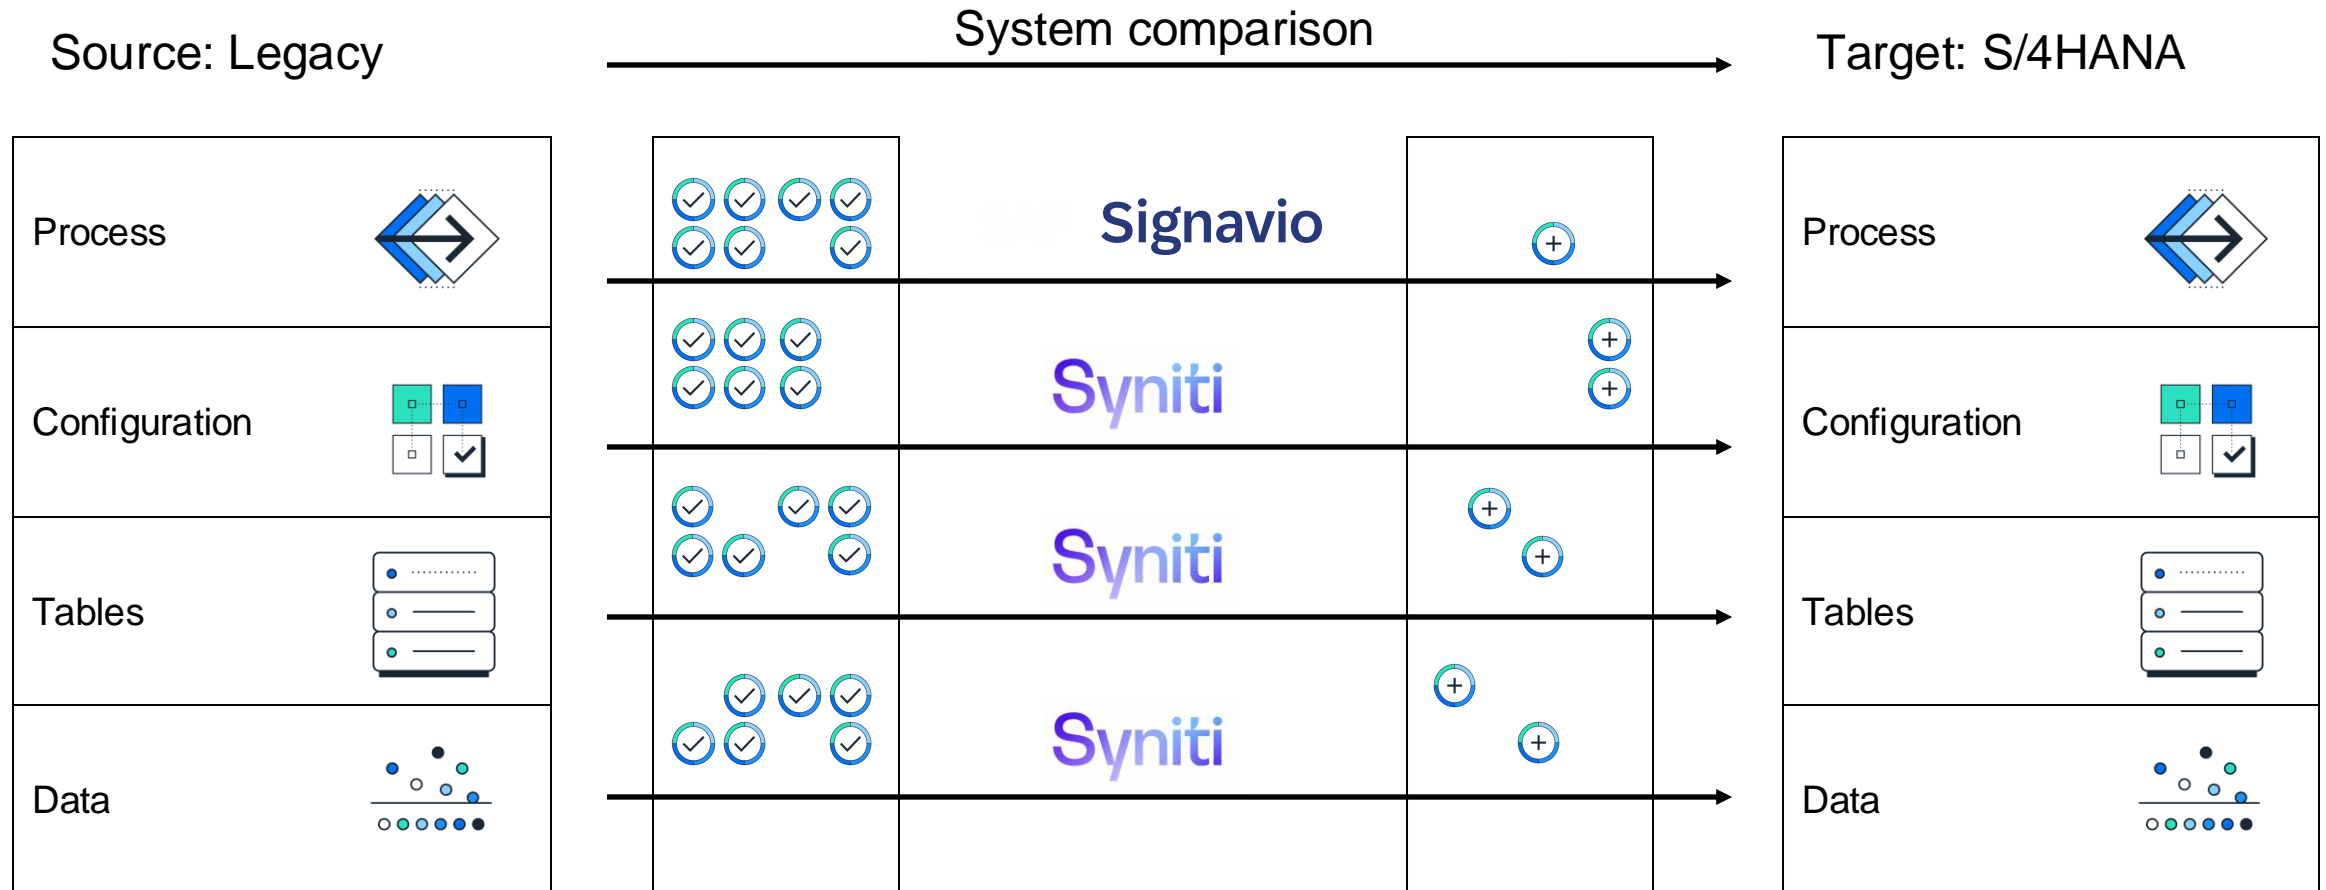 Source: Legacy
System comparison
Target: S/4HANA
Process
Signavio
Process
Configuration
Syniti
Configuration
Tables
Syniti
Tables
Data
Syniti
Data